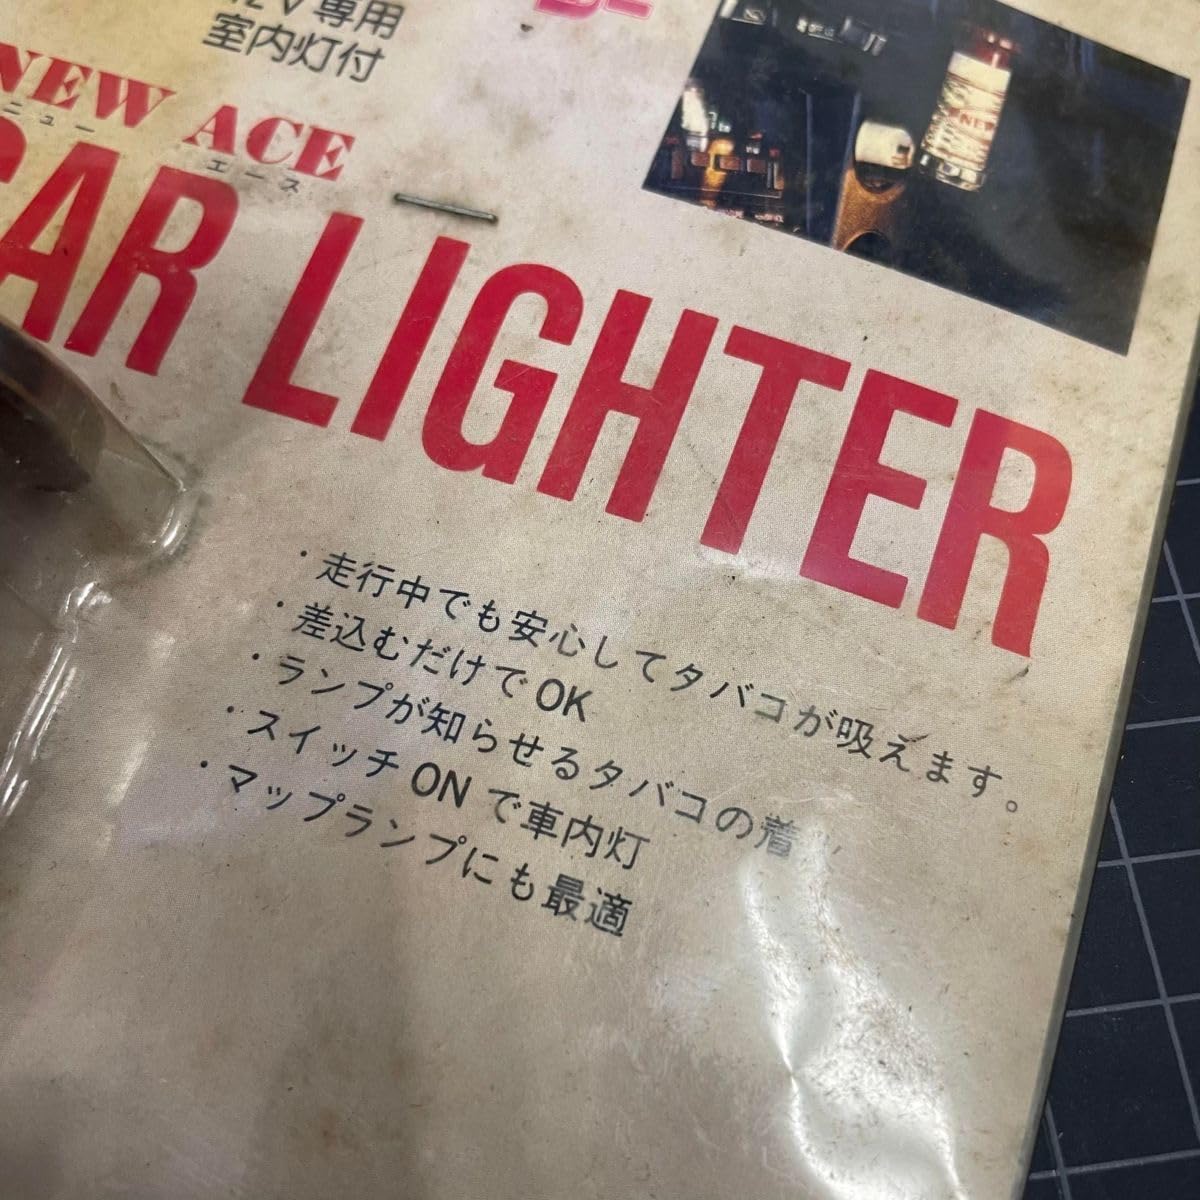 12V専用
室内灯付
NEW ACE
ニュー エース
CAR LIGHTER
NEW
・走行中でも安心してタバコが吸えます。
・差込むだけでOK
・ランプが知らせるタバコの着
・スイッチONで車内灯
・マップランプにも最適